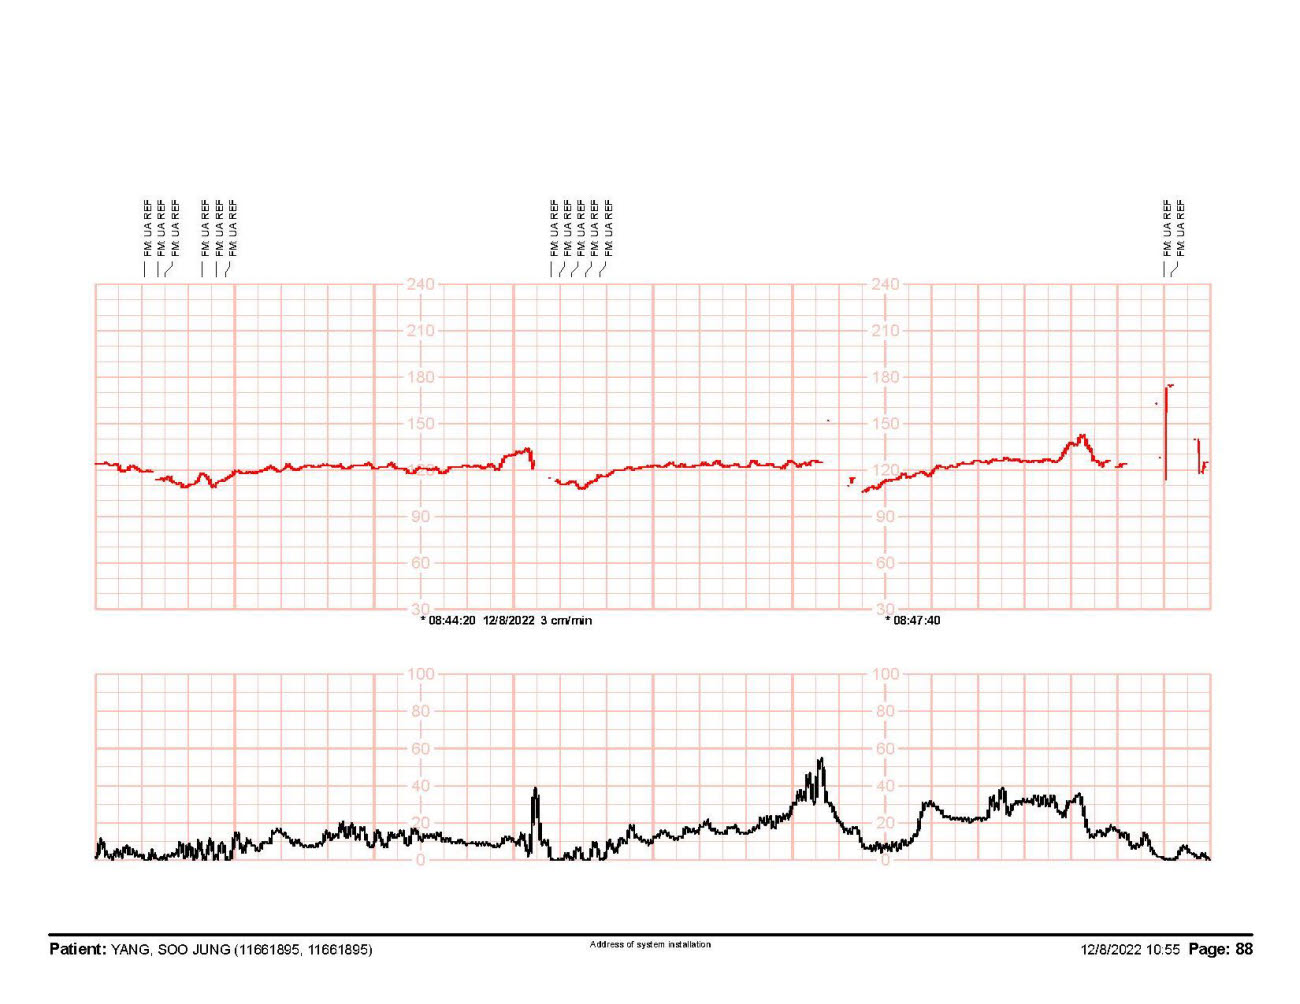 FM: UA REF
FM: UA REF
FM: UA REF
FM: UA REF
FM: UA REF
FM: UA REF
FM: UA REF
FM: UA REF
FM: UA REF
FM: UA REF
FM: UA REF
FM: UA REF
FM: UA REF
240 240
210 210
180 180
150 150
120 120
90 90
60 60
30 30
* 08:44:20 12/8/2022 3 cm/min * 08:47:40
100 100
80 80
60 60
40 40
20 20
0 0
Patient: YANG, SOO JUNG (11661895, 11661895) Address of system installation 12/8/2022 10:55 Page: 88